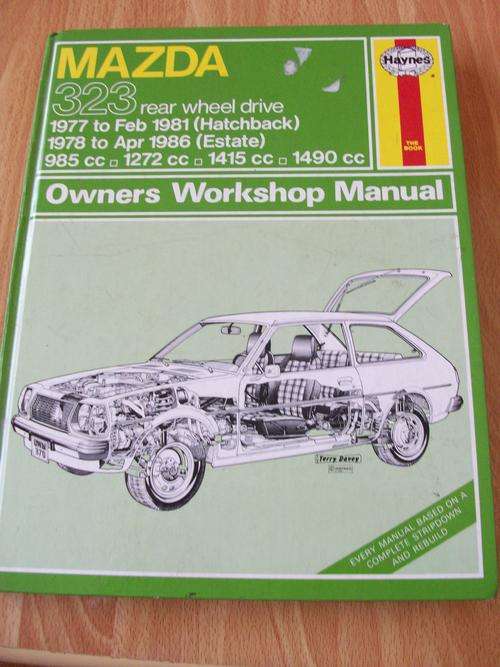 MAZDA
323 rear wheel drive
1977 to Feb 1981 (Hatchback)
1978 to Apr 1986 (Estate)
985 cc □ 1272 cc □ 1415 cc □ 1490 cc
Haynes
THE
BOOK
Owners Workshop Manual
Terry Davey
EVERY MANUAL BASED ON A
COMPLETE STRIPDOWN
AND REBUILD